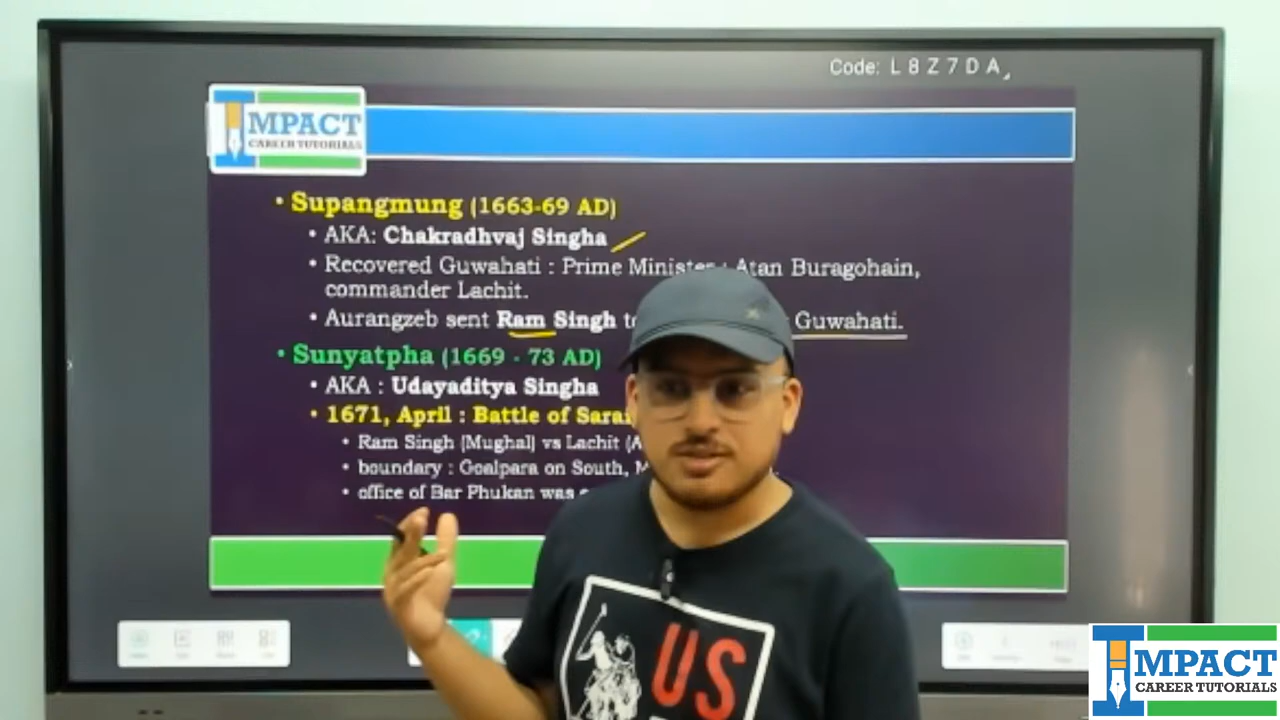 Code: L 8 Z 7 D A
IMPACT
CAREER TUTORIALS
• Supangmung (1663-69 AD)
• AKA: Chakradhvaj Singha
• Recovered Guwahati : Prime Minister : Atan Buragohain,
commander Lachit.
• Aurangzeb sent Ram Singh Guwahati.
• Sunyatpha (1669 - 73 AD)
• AKA : Udayaditya Singha
• 1671, April : Battle of
• Ram Singh (Mughal) vs Lachit
• boundary : Goalpara on South,
• office of Bar Phukan was
US
IMPACT
CAREER TUTORIALS